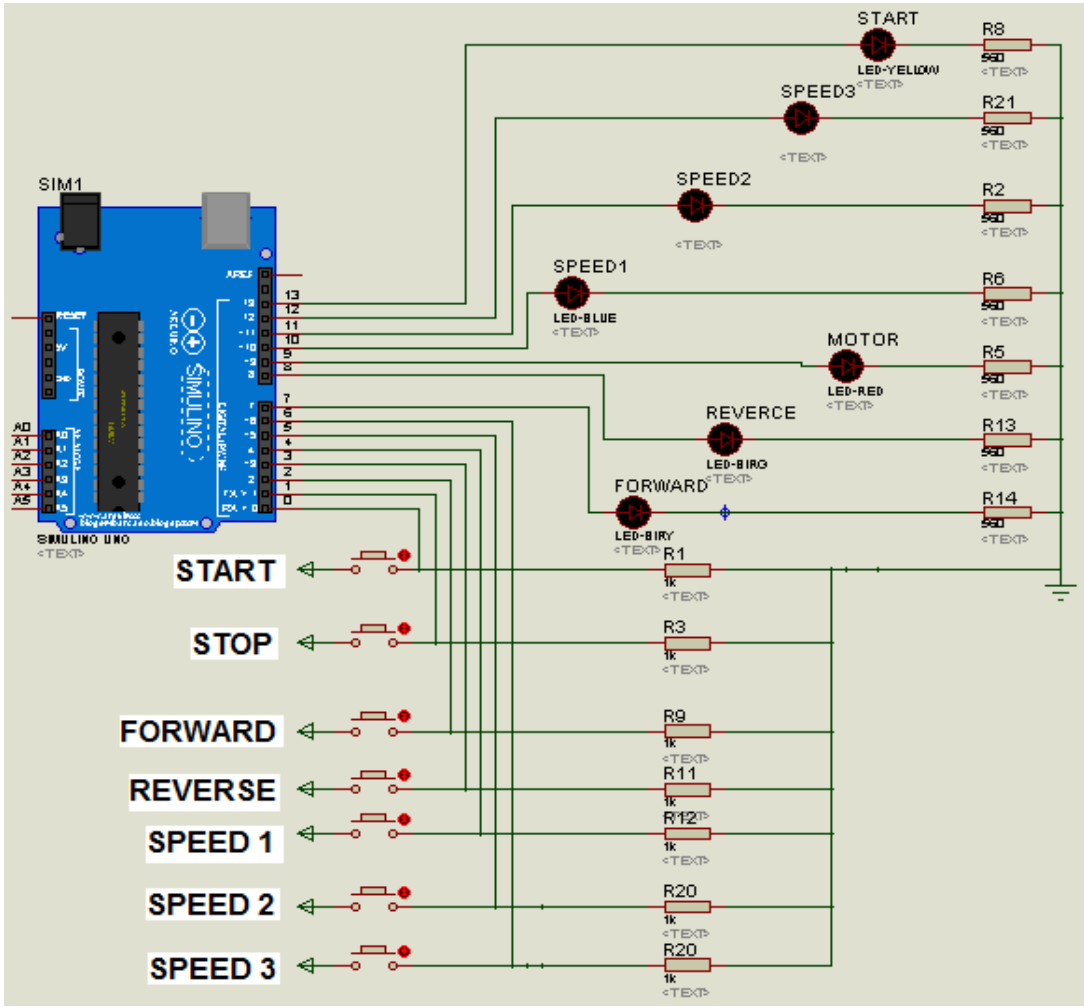 START
R8
560
LED-YELLOW
<TEXT>
<TEXT>
SPEED3
R21
560
<TEXT>
<TEXT>
SIM1
SPEED2
R2
560
<TEXT>
<TEXT>
SPEED1
R6
560
LED-BLUE
<TEXT>
<TEXT>
AREF
13
12
11
10
9
8
RESET
5V
GND
POWER
ARDUINO
SIMULINO
MOTOR
R5
560
LED-RED
<TEXT>
<TEXT>
REVERCE
R13
560
LED-BIRG
<TEXT>
<TEXT>
7
6
5
4
3
2
1
0
A0
A1
A2
A3
A4
A5
FORWARD
R14
560
LED-BIRY
<TEXT>
<TEXT>
SIMULINO UNO
<TEXT>
START
R1
1k
<TEXT>
STOP
R3
1k
<TEXT>
FORWARD
R9
1k
<TEXT>
REVERSE
R11
1k
<TEXT>
SPEED 1
R12
1k
<TEXT>
SPEED 2
R20
1k
<TEXT>
SPEED 3
R20
1k
<TEXT>